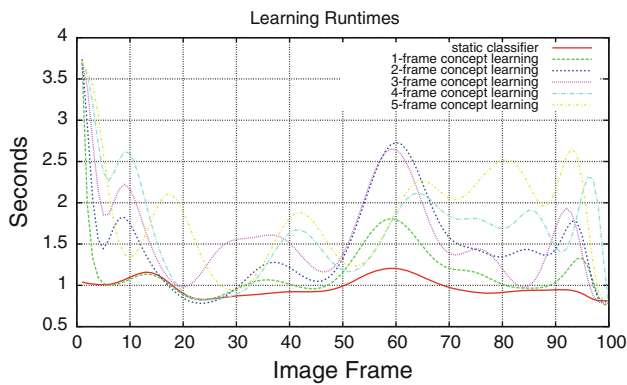 Learning Runtimes
4
3.5
3
2.5
2
1.5
1
0.5
Seconds
static classifier
1-frame concept learning
2-frame concept learning
3-frame concept learning
4-frame concept learning
5-frame concept learning
0 10 20 30 40 50 60 70 80 90 100
Image Frame